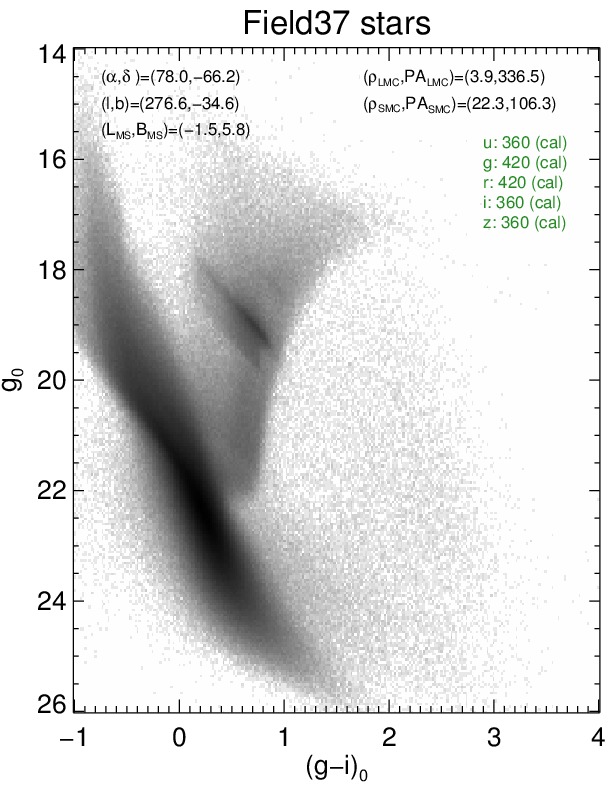 Field37 stars
(α,δ )=(78.0,−66.2)
(ρLMC,PALMC)=(3.9,336.5)
(l,b)=(276.6,−34.6)
(ρSMC,PASMC)=(22.3,106.3)
(LMS,BMS)=(−1.5,5.8)
u: 360 (cal)
g: 420 (cal)
r: 420 (cal)
i: 360 (cal)
z: 360 (cal)
14
16
18
20
22
24
26
g0
−1 0 1 2 3 4
(g−i)0